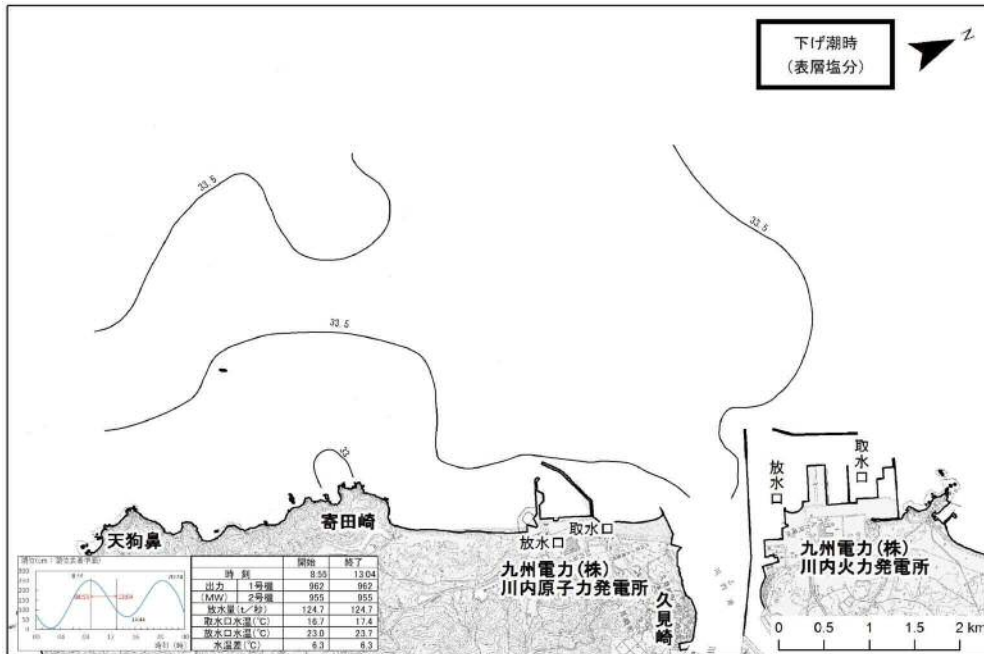 下げ潮時
(表層塩分)
N
33.5
33.5
33.5
33
取水口
放水口
天狗鼻
寄田崎
放水口
取水口
九州電力(株)
川内原子力発電所
久見崎
九州電力(株)
川内火力発電所
開始 終了
時 刻 8:55 13:04
出力 1号機 962 962
(MW) 2号機 955 955
放水量(t/秒) 124.7 124.7
取水口水温(℃) 16.7 17.4
放水口水温(℃) 23.0 23.7
水温差(℃) 6.3 6.3
0 0.5 1 1.5 2 km